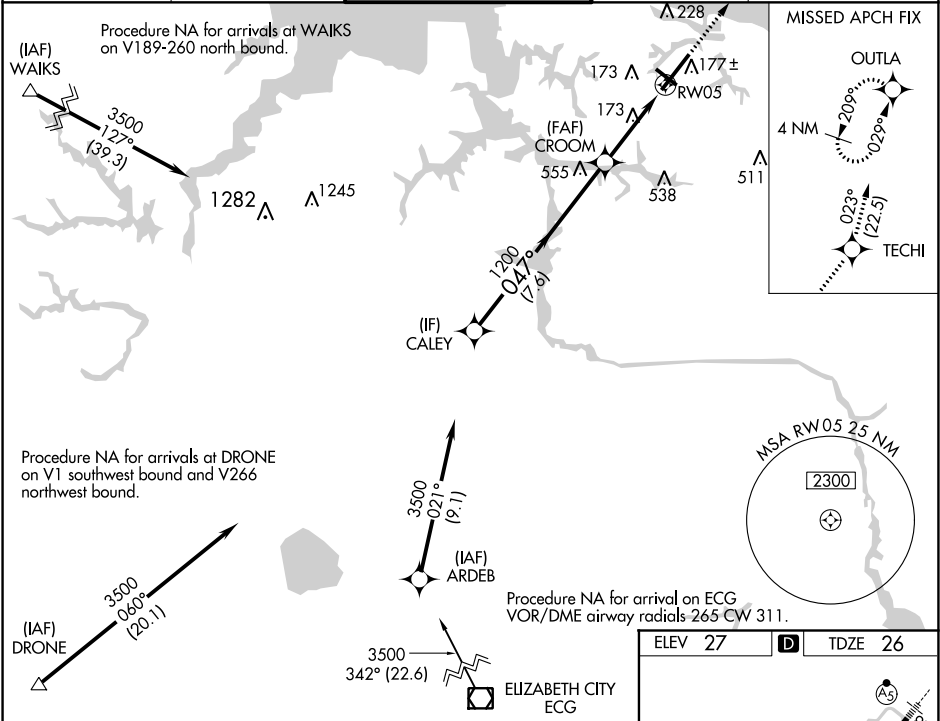 Procedure NA for arrivals at WAIKS
on V189-260 north bound.
(IAF)
WAIKS
3500
127°
(39.3)
1282
1245
228
177±
173
RW05
173
(FAF)
CROOM
555
538
511
1200
047°
(7.6)
(IF)
CALEY
MISSED APCH FIX
OUTLA
4 NM
209°
029°
023°
(22.5)
TECHI
Procedure NA for arrivals at DRONE
on V1 southwest bound and V266
northwest bound.
3500
060°
(20.1)
(IAF)
DRONE
3500
021°
(9.1)
(IAF)
ARDEB
MSA RW05 25 NM
2300
Procedure NA for arrival on ECG
VOR/DME airway radials 265 CW 311.
3500
342° (22.6)
ELIZABETH CITY
ECG
ELEV 27
D
TDZE 26
A5